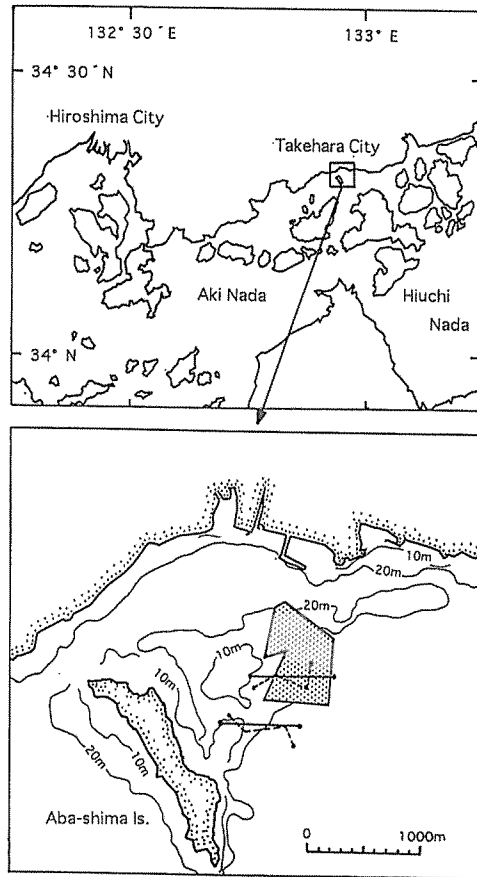 132° 30´ E
133° E
34° 30´ N
·Hiroshima City
Takehara City
Aki Nada
Hiuchi
Nada
34° N
10m
20m
20m
10m
10m
20m
10m
Aba-shima Is.
0
1000m